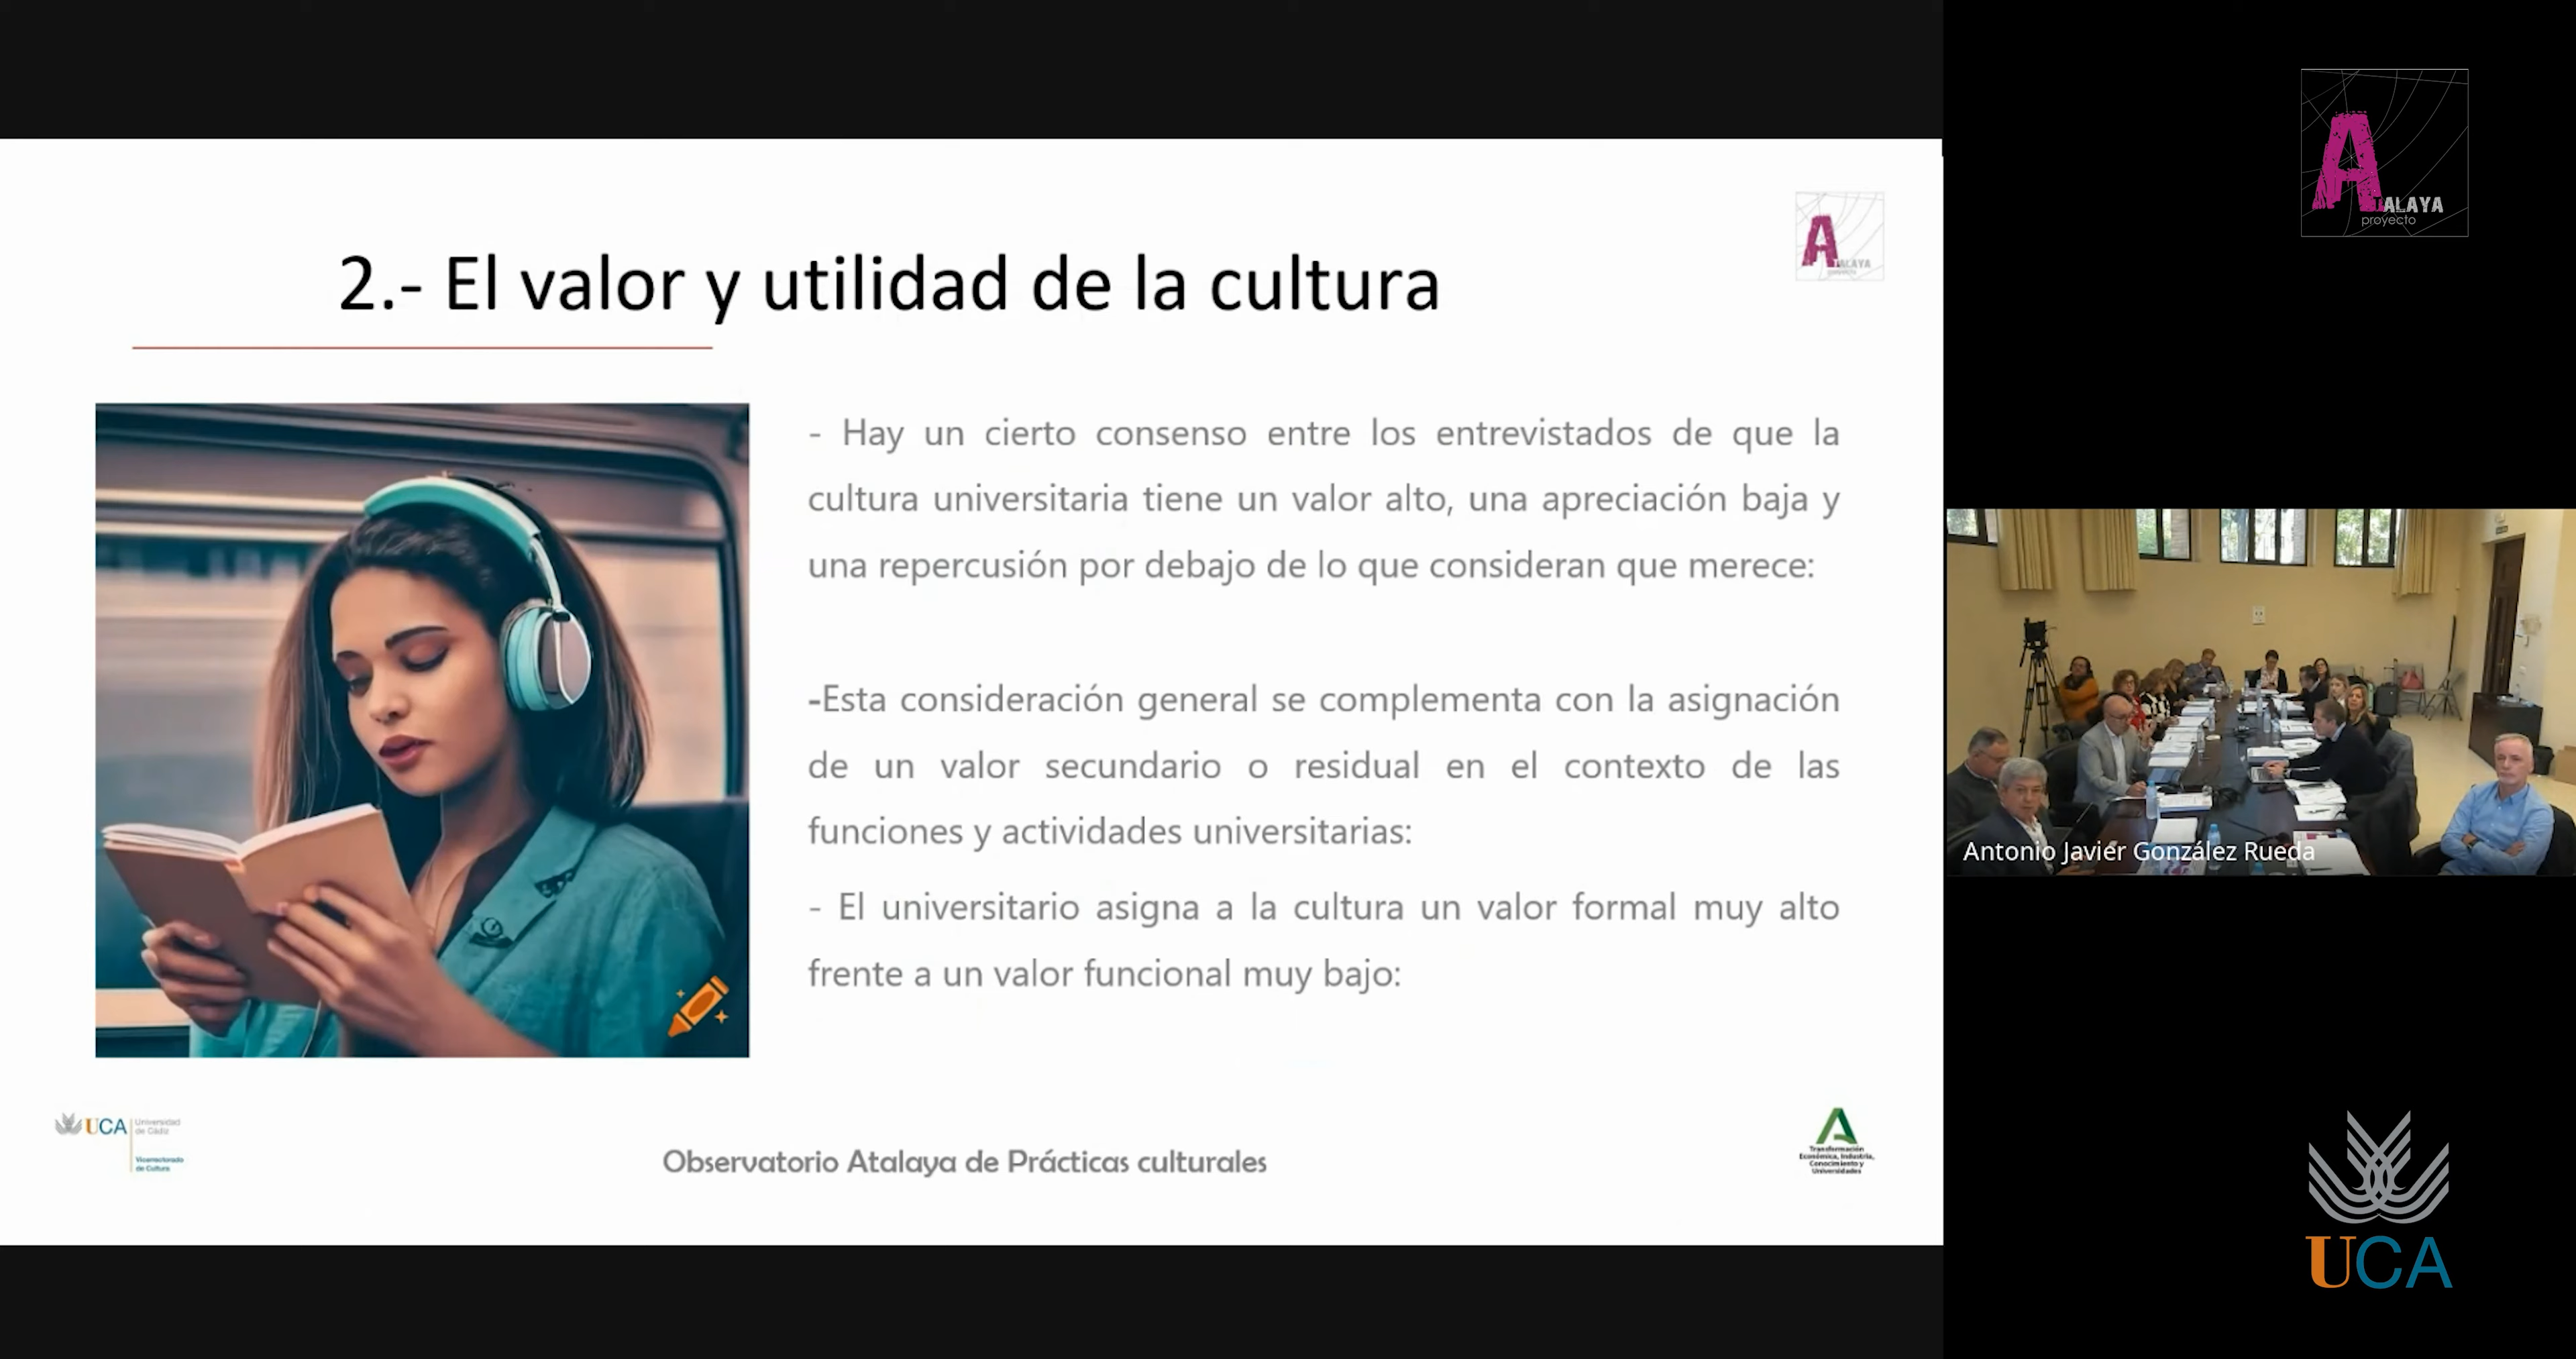 2.- El valor y utilidad de la cultura
ATALAYA
proyecto
- Hay un cierto consenso entre los entrevistados de que la
cultura universitaria tiene un valor alto, una apreciación baja y
una repercusión por debajo de lo que consideran que merece:
-Esta consideración general se complementa con la asignación
de un valor secundario o residual en el contexto de las
funciones y actividades universitarias:
- El universitario asigna a la cultura un valor formal muy alto
frente a un valor funcional muy bajo:
UCA
Universidad
de Cádiz
Vicerrectorado
de Cultura
Observatorio Atalaya de Prácticas culturales
Transformación
Económica, Industria,
Conocimiento y
Universidades
ATALAYA
proyecto
Antonio Javier González Rueda
UCA